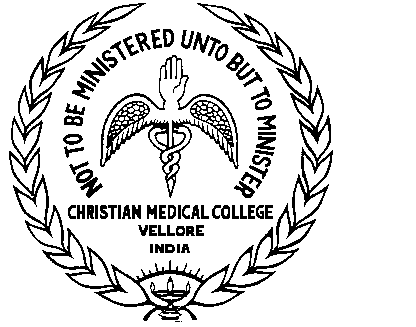 NOT TO BE MINISTERED UNTO BUT TO MINISTER
CHRISTIAN MEDICAL COLLEGE
VELLORE
INDIA